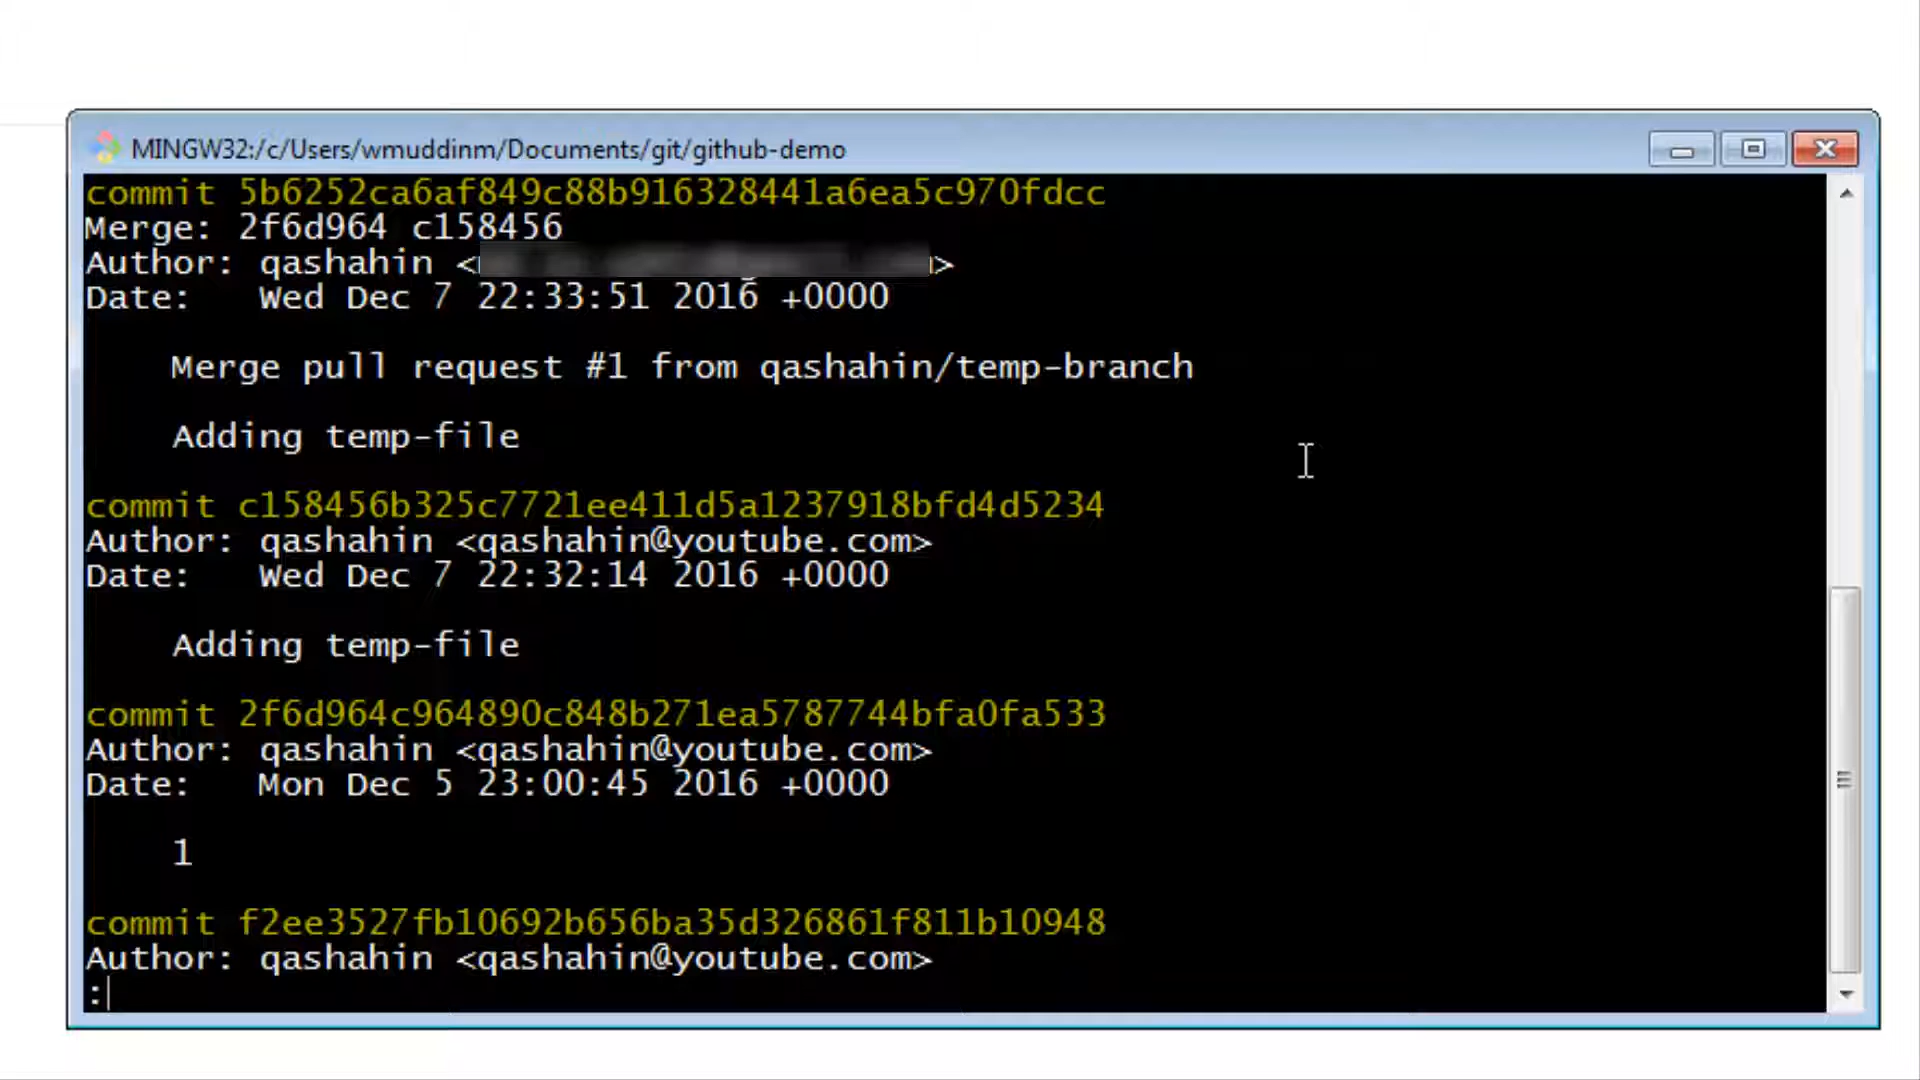 MINGW32:/c/Users/wmuddinm/Documents/git/github-demo
commit 5b6252ca6af849c88b916328441a6ea5c970fdcc
Merge: 2f6d964 c158456
Author: qashahin < >
Date:   Wed Dec 7 22:33:51 2016 +0000
Merge pull request #1 from qashahin/temp-branch
Adding temp-file
commit c158456b325c7721ee411d5a1237918bfd4d5234
Author: qashahin <qashahin@youtube.com>
Date:   Wed Dec 7 22:32:14 2016 +0000
Adding temp-file
commit 2f6d964c964890c848b271ea5787744bfa0fa533
Author: qashahin <qashahin@youtube.com>
Date:   Mon Dec 5 23:00:45 2016 +0000
1
commit f2ee3527fb10692b656ba35d326861f811b10948
Author: qashahin <qashahin@youtube.com>
: